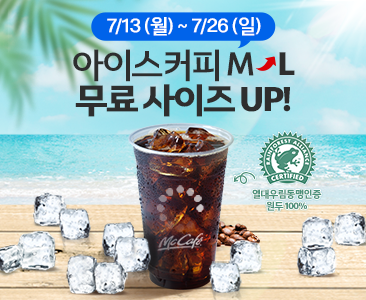 7/13 (월) ~ 7/26 (일)
아이스커피 M L
무료 사이즈 UP!
RAINFOREST ALLIANCE
CERTIFIED
열대우림동맹인증
원두 100%
McCafé